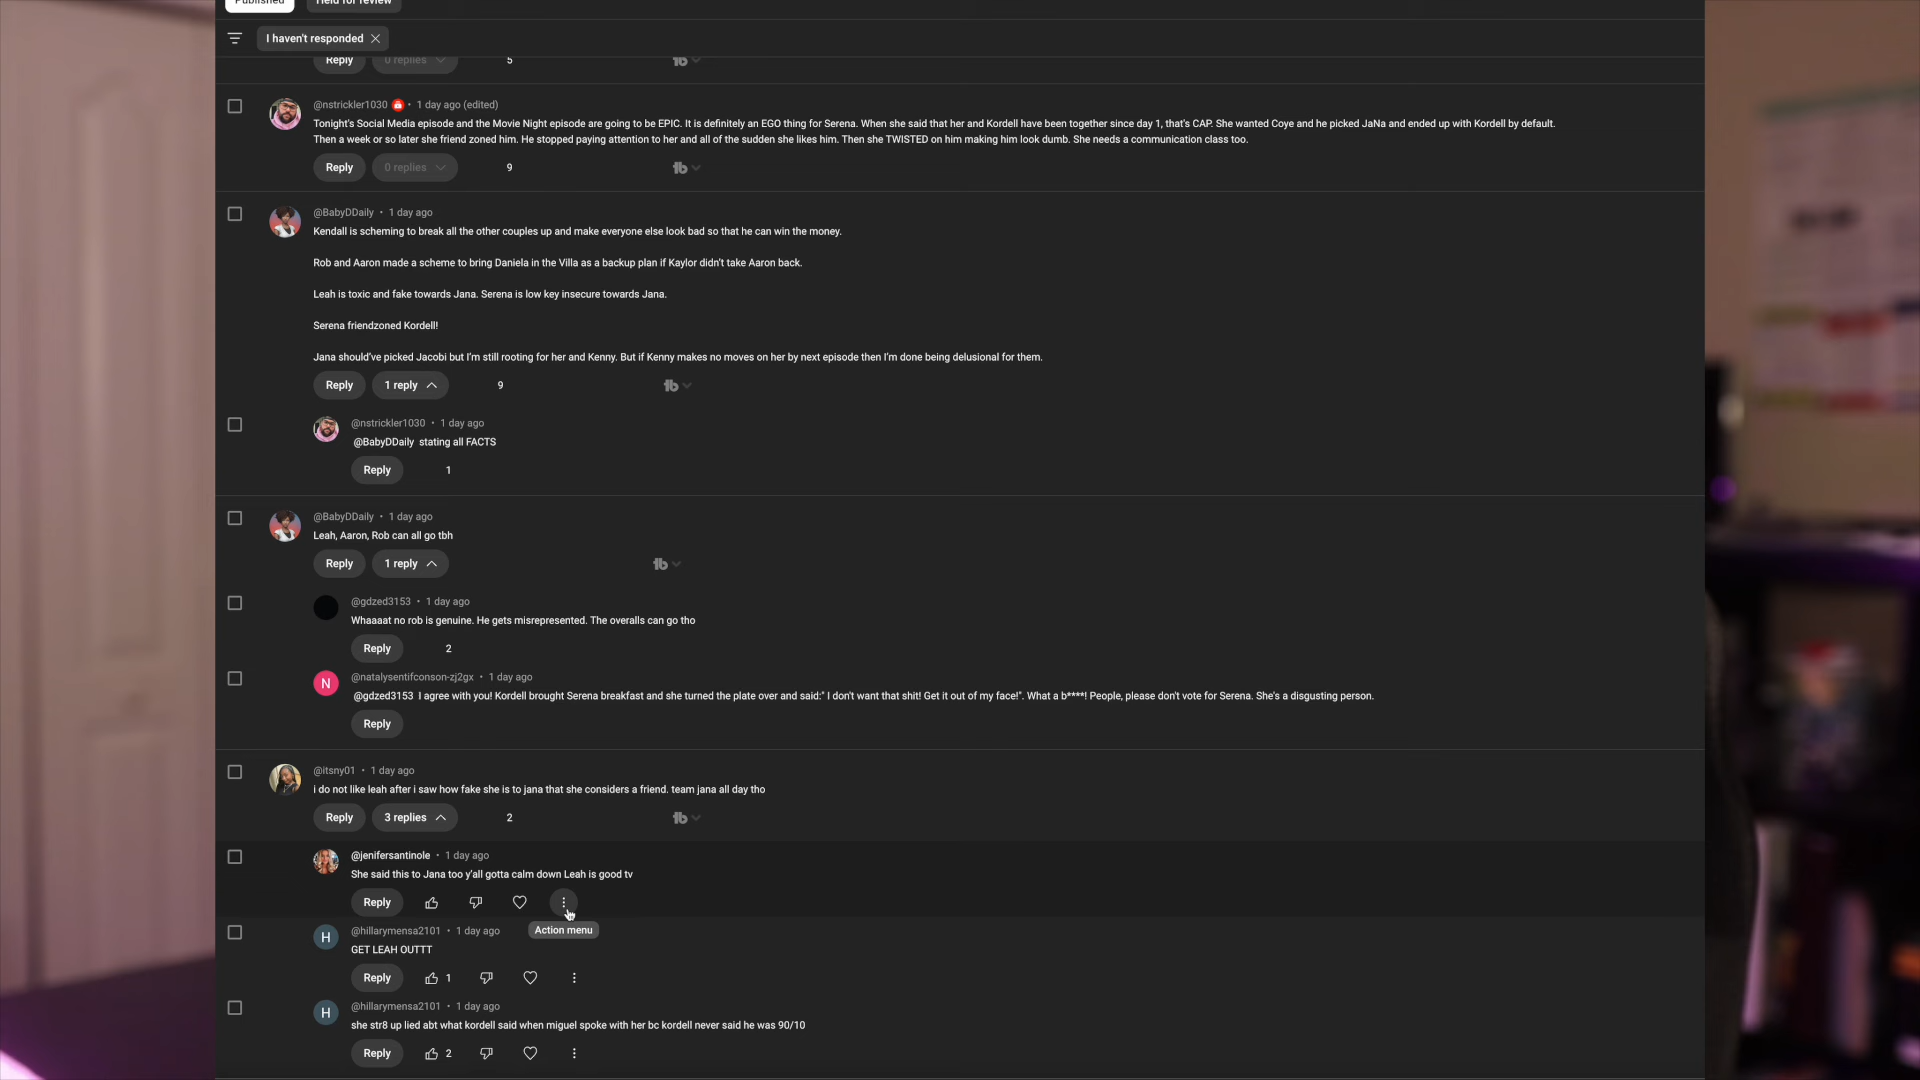 Published Held for review
I haven't responded
Reply 0 replies 5
@nstrickler1030 • 1 day ago (edited)
Tonight's Social Media episode and the Movie Night episode are going to be EPIC. It is definitely an EGO thing for Serena. When she said that her and Kordell have been together since day 1, that's CAP. She wanted Coye and he picked JaNa and ended up with Kordell by default.
Then a week or so later she friend zoned him. He stopped paying attention to her and all of the sudden she likes him. Then she TWISTED on him making him look dumb. She needs a communication class too.
Reply 0 replies 9
@BabyDDaily • 1 day ago
Kendall is scheming to break all the other couples up and make everyone else look bad so that he can win the money.
Rob and Aaron made a scheme to bring Daniela in the Villa as a backup plan if Kaylor didn't take Aaron back.
Leah is toxic and fake towards Jana. Serena is low key insecure towards Jana.
Serena friendzoned Kordell!
Jana should've picked Jacobi but I'm still rooting for her and Kenny. But if Kenny makes no moves on her by next episode then I'm done being delusional for them.
Reply 1 reply 9
@nstrickler1030 • 1 day ago
@BabyDDaily stating all FACTS
Reply 1
@BabyDDaily • 1 day ago
Leah, Aaron, Rob can all go tbh
Reply 1 reply
@gdzed3153 • 1 day ago
Whaaaat no rob is genuine. He gets misrepresented. The overalls can go tho
Reply 2
N @natalysentifconson-zj2gx • 1 day ago
@gdzed3153 I agree with you! Kordell brought Serena breakfast and she turned the plate over and said:" I don't want that shit! Get it out of my face!". What a b****! People, please don't vote for Serena. She's a disgusting person.
Reply
@itsny01 • 1 day ago
i do not like leah after i saw how fake she is to jana that she considers a friend. team jana all day tho
Reply 3 replies 2
@jenifersantinole • 1 day ago
She said this to Jana too y'all gotta calm down Leah is good tv
Reply
Action menu
H @hillarymensa2101 • 1 day ago
GET LEAH OUTTT
Reply 1
H @hillarymensa2101 • 1 day ago
she str8 up lied abt what kordell said when miguel spoke with her bc kordell never said he was 90/10
Reply 2